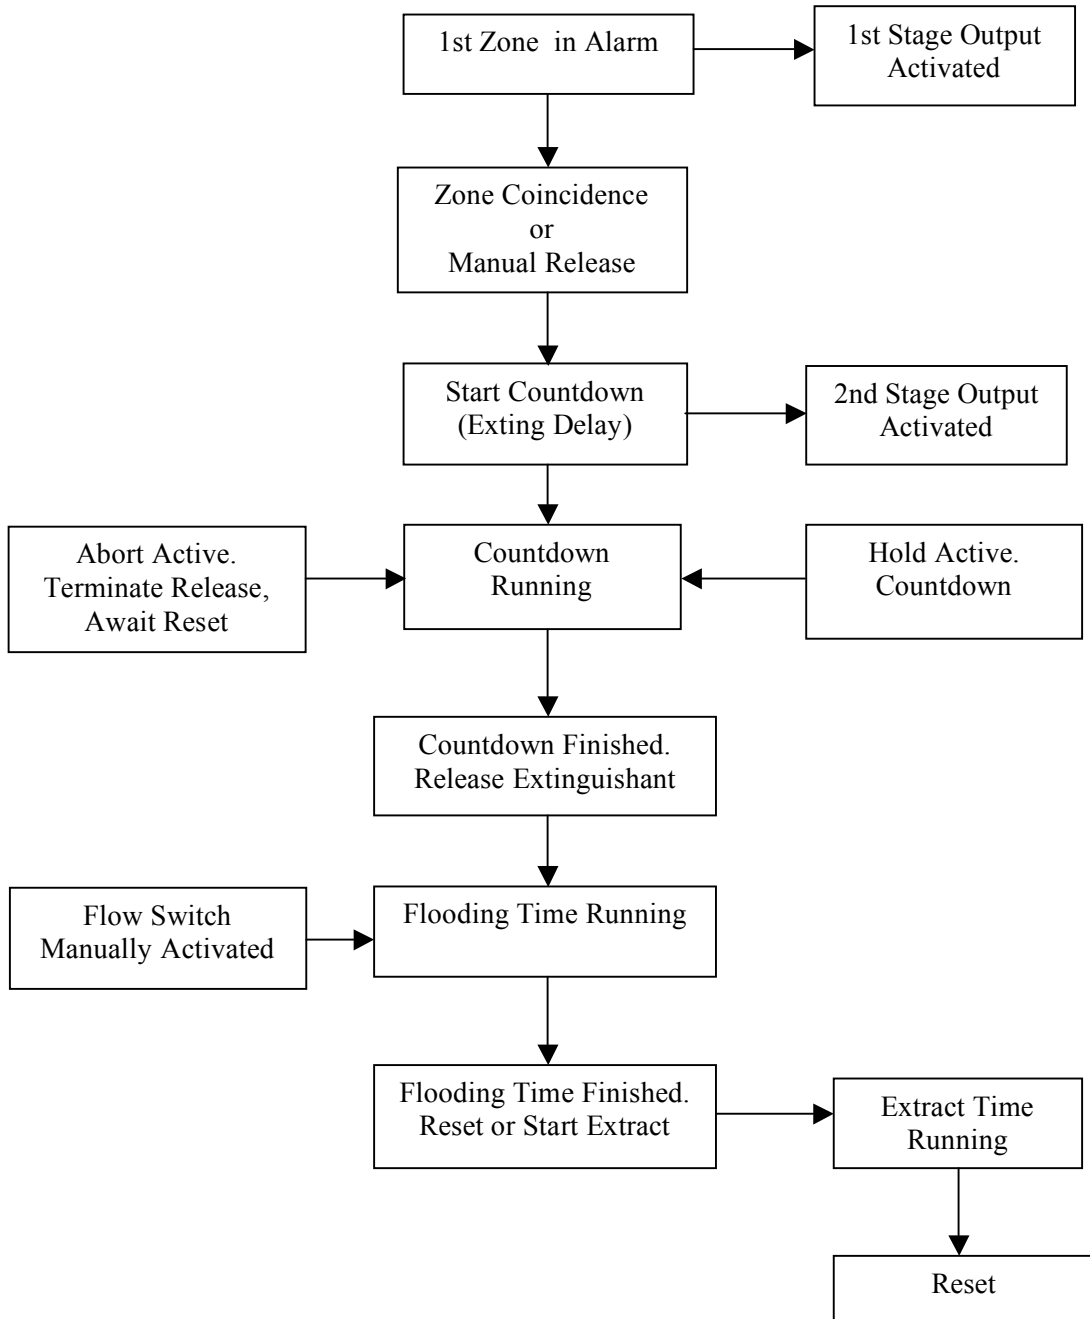 1st Zone in Alarm
1st Stage Output
Activated
Zone Coincidence
or
Manual Release
Start Countdown
(Exting Delay)
2nd Stage Output
Activated
Abort Active.
Terminate Release,
Await Reset
Countdown
Running
Hold Active.
Countdown
Countdown Finished.
Release Extinguishant
Flow Switch
Manually Activated
Flooding Time Running
Flooding Time Finished.
Reset or Start Extract
Extract Time
Running
Reset